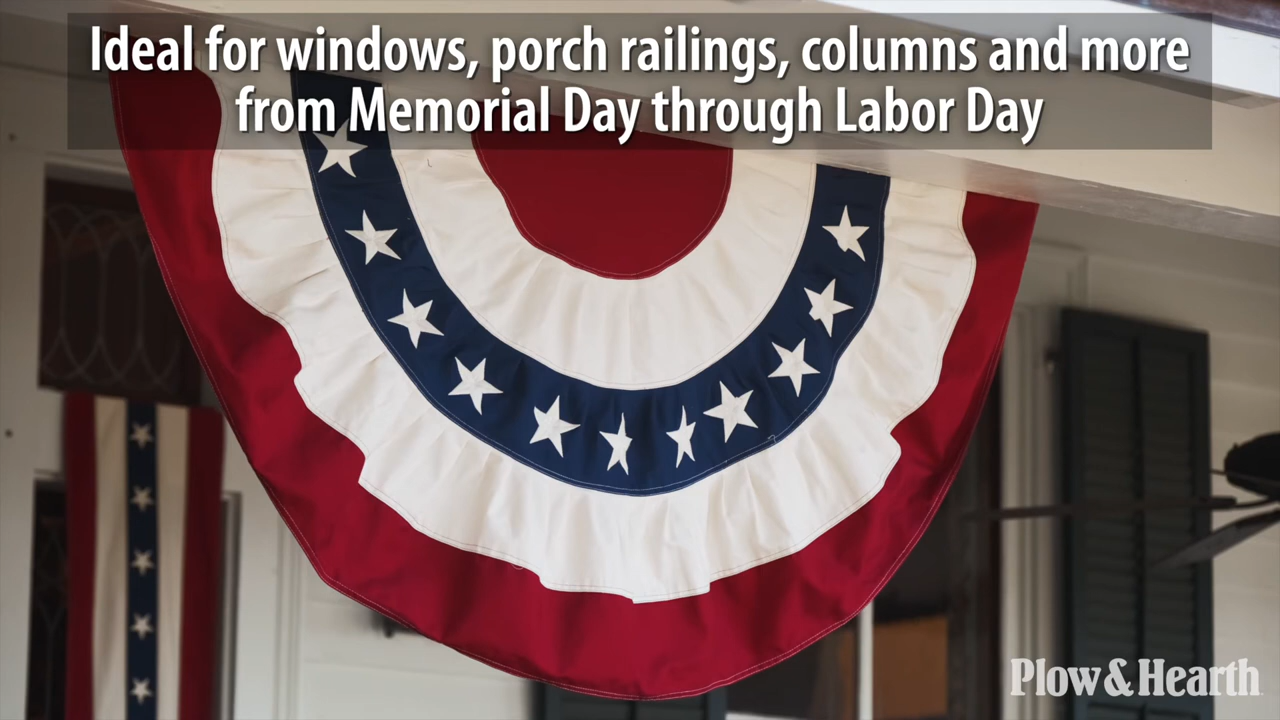 Ideal for windows, porch railings, columns and more
from Memorial Day through Labor Day
Plow & Hearth